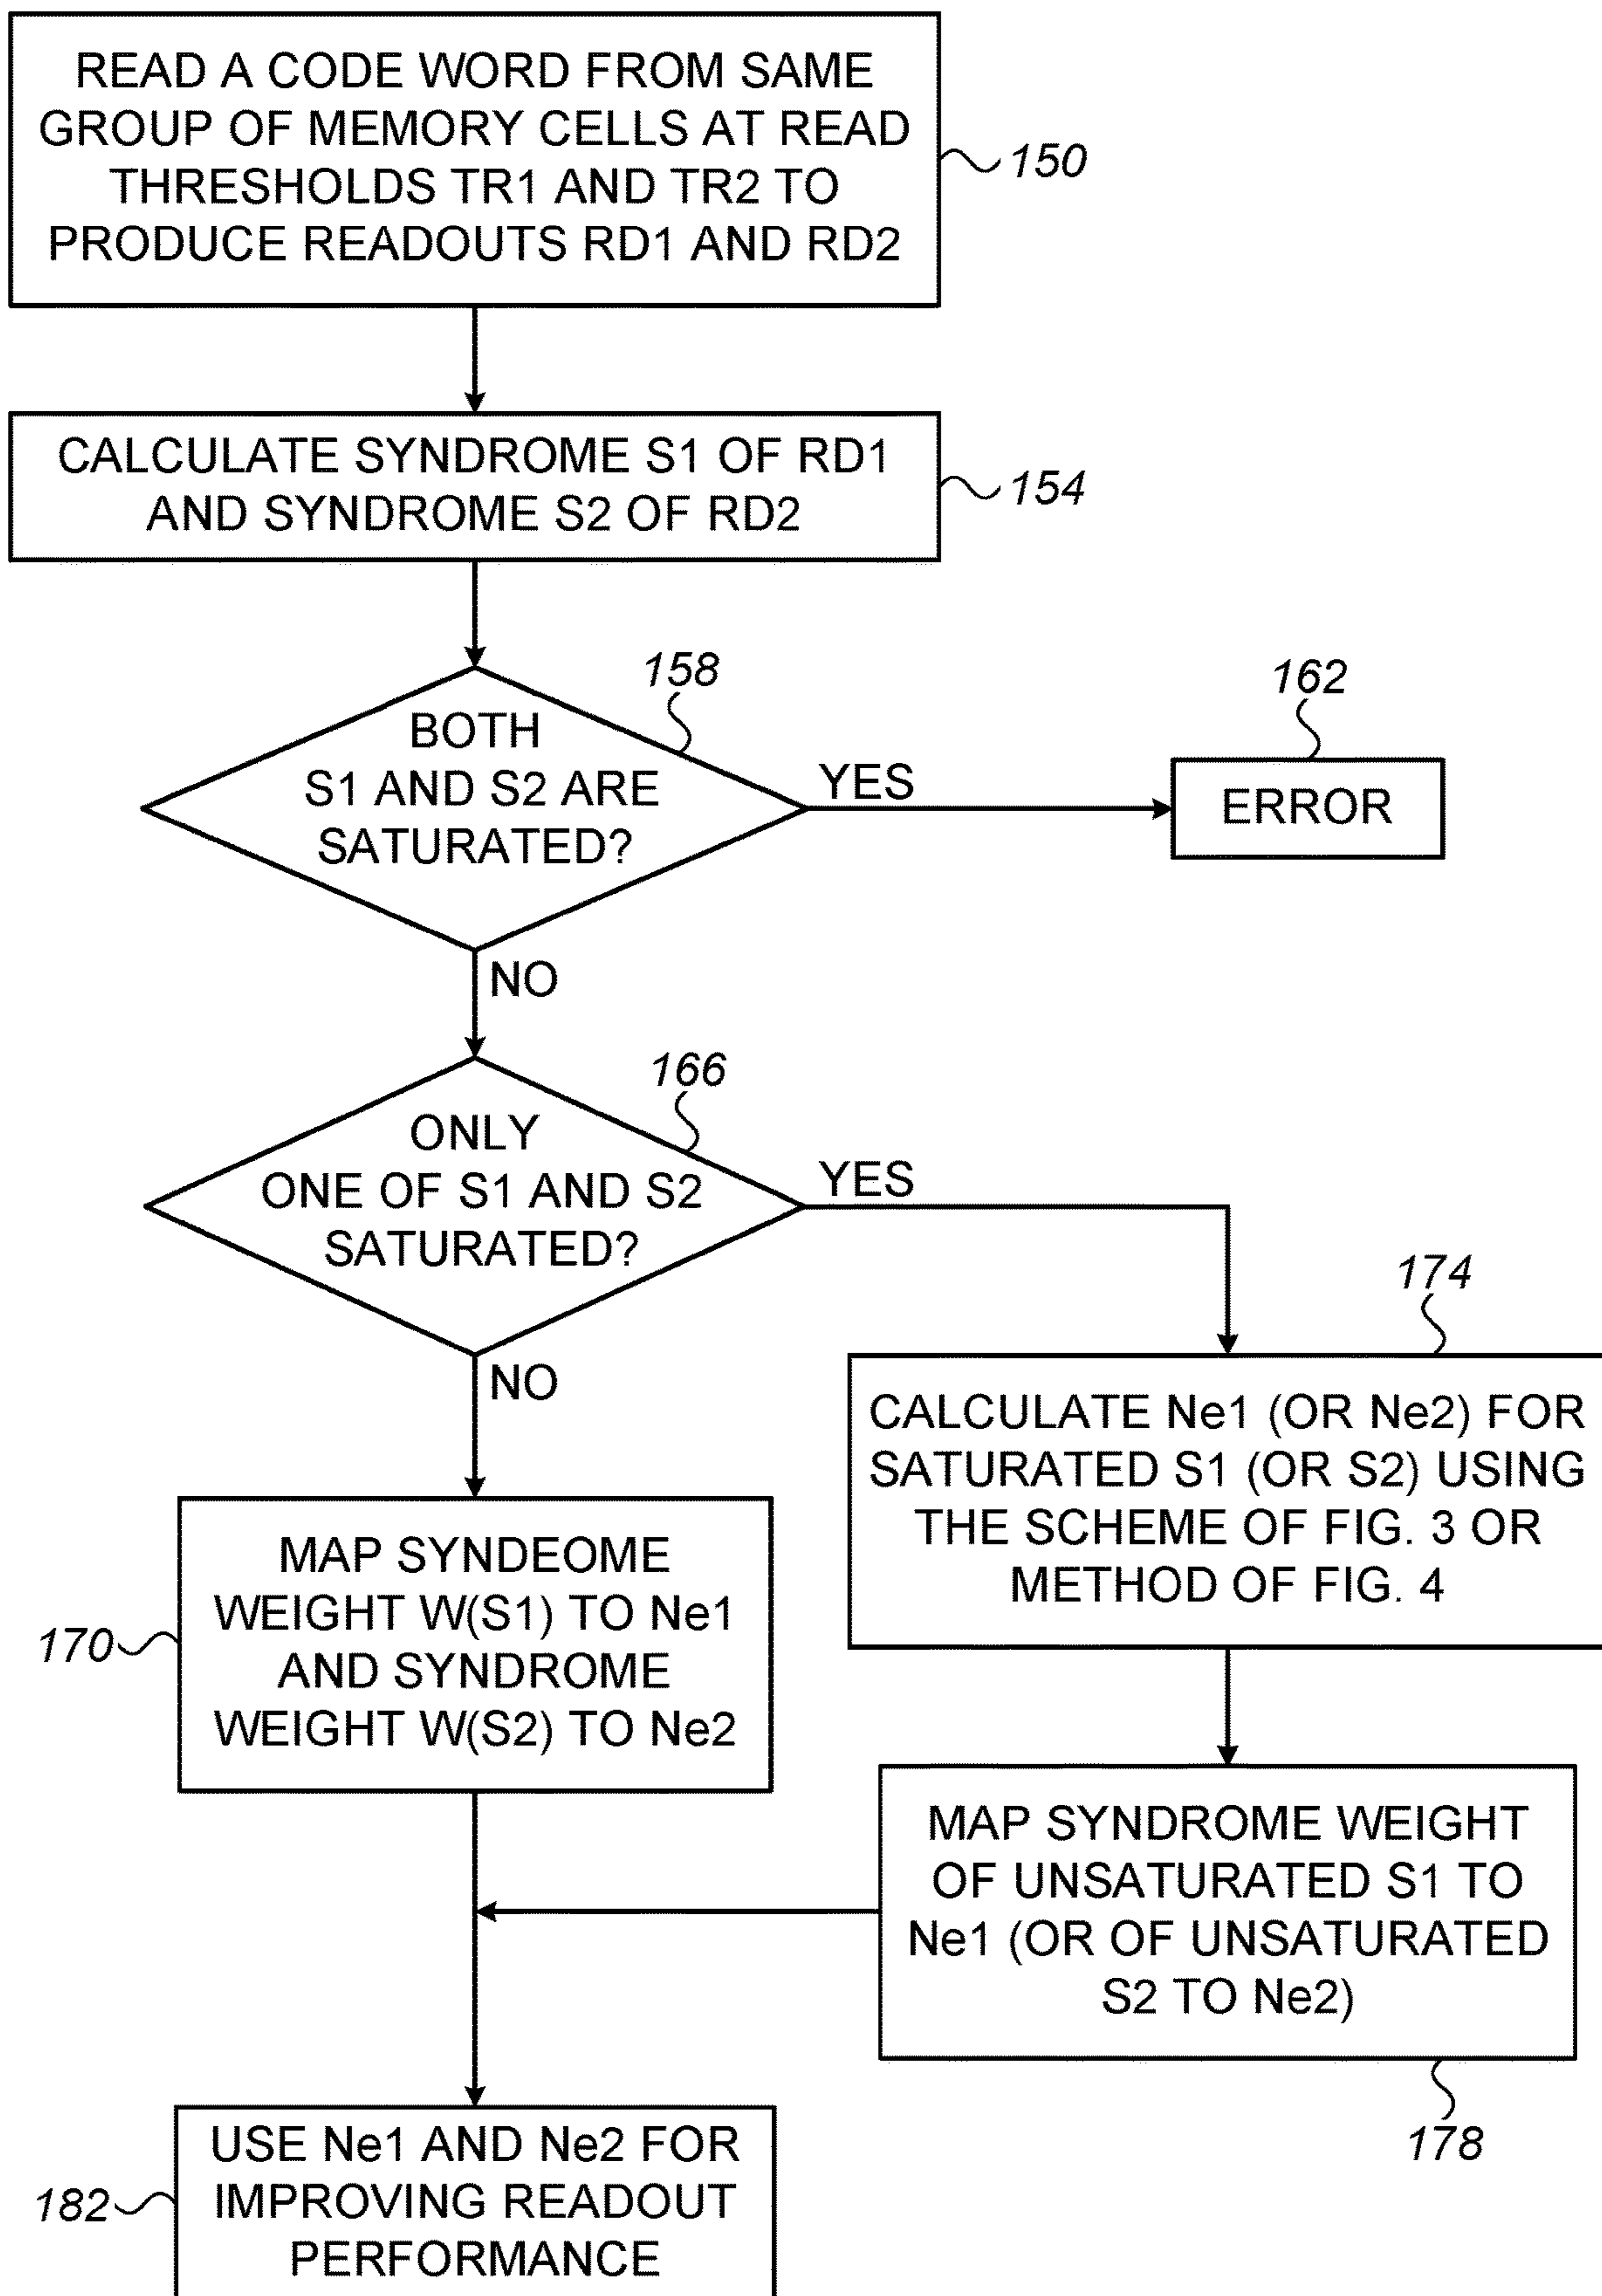 READ A CODE WORD FROM SAME
GROUP OF MEMORY CELLS AT READ
THRESHOLDS TR1 AND TR2 TO
PRODUCE READOUTS RD1 AND RD2
150
CALCULATE SYNDROME S1 OF RD1
AND SYNDROME S2 OF RD2
154
158
BOTH
S1 AND S2 ARE
SATURATED?
YES
162
ERROR
NO
166
ONLY
ONE OF S1 AND S2
SATURATED?
YES
NO
174
CALCULATE Ne1 (OR Ne2) FOR
SATURATED S1 (OR S2) USING
THE SCHEME OF FIG. 3 OR
METHOD OF FIG. 4
170
MAP SYNDEOME
WEIGHT W(S1) TO Ne1
AND SYNDROME
WEIGHT W(S2) TO Ne2
MAP SYNDROME WEIGHT
OF UNSATURATED S1 TO
Ne1 (OR OF UNSATURATED
S2 TO Ne2)
178
182
USE Ne1 AND Ne2 FOR
IMPROVING READOUT
PERFORMANCE